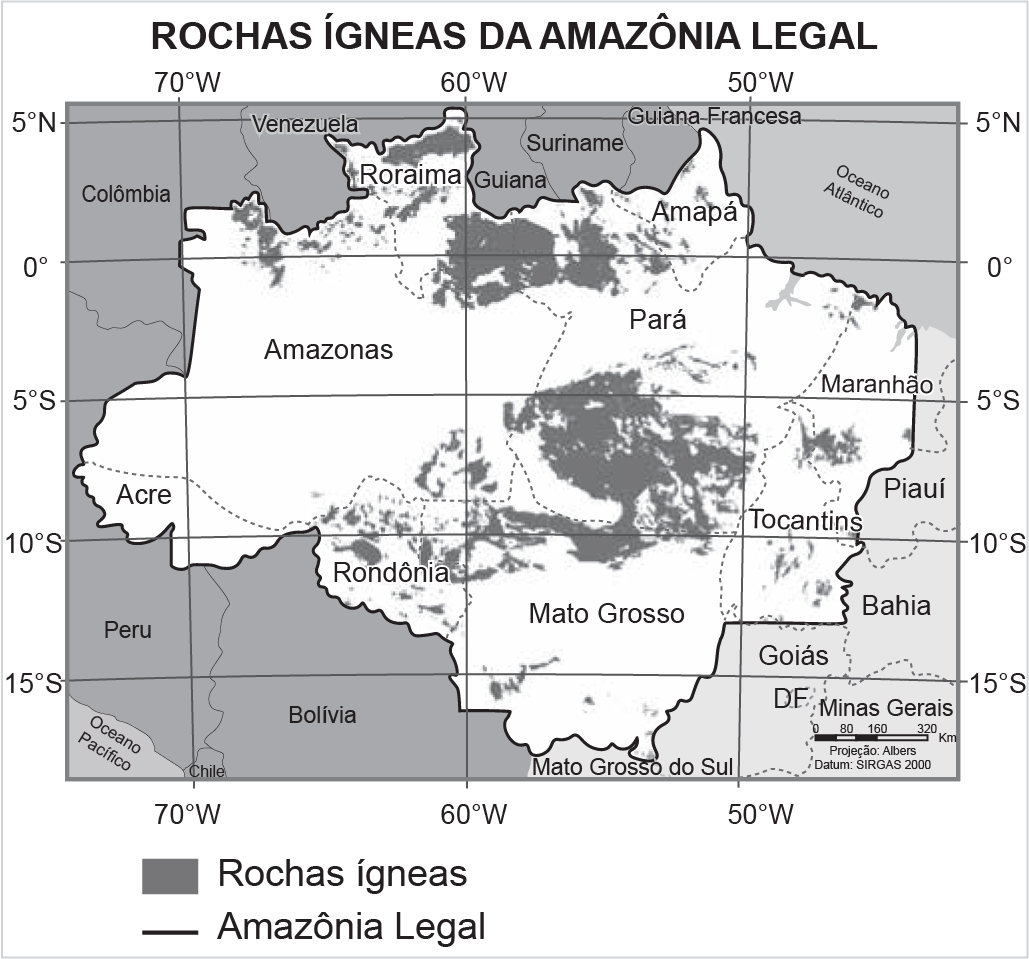 ROCHAS ÍGNEAS DA AMAZÔNIA LEGAL
70°W 60°W 50°W
5°N Venezuela Guiana Francesa 5°N
Suriname
Colômbia Roraima Guiana Oceano
Atlântico
Amapá
0° 0°
Pará
Amazonas
Maranhão
5°S 5°S
Acre Piauí
Tocantins
10°S 10°S
Rondônia
Mato Grosso Bahia
Peru
Goiás
15°S DF 15°S
Bolívia Minas Gerais
Oceano
Pacífico
0 80 160 320 Km
Projeção: Albers
Datum: SIRGAS 2000
Chile Mato Grosso do Sul
70°W 60°W 50°W
Rochas ígneas
Amazônia Legal